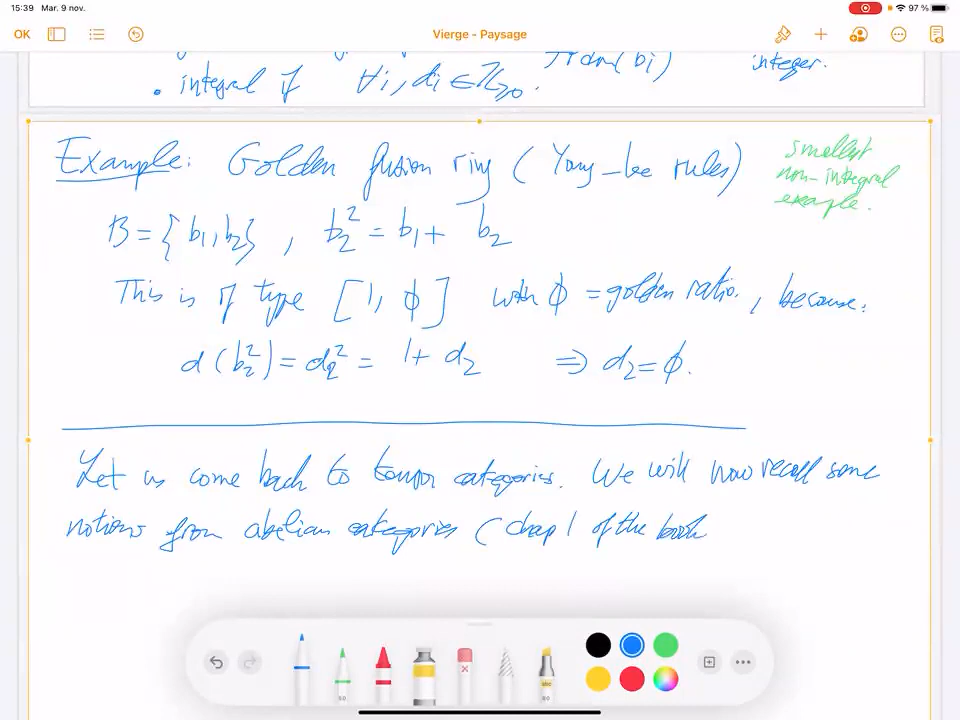 15:39 Mar. 9 nov.
97 %
OK
Vierge - Paysage
• integral if ∀i, di ∈ ℤ≥0.
integer.
Example: Golden fusion ring (Yang-Lee rules)
smallest
non-integral
example.
B = {b1, b2}, b2² = b1 + b2
This is of type [1, ϕ] with ϕ = golden ratio, because:
d(b2²) = d2² = 1 + d2 ⇒ d2 = ϕ.
Let us come back to tensor categories. We will now recall some
notions from abelian categories (chap 1 of the book